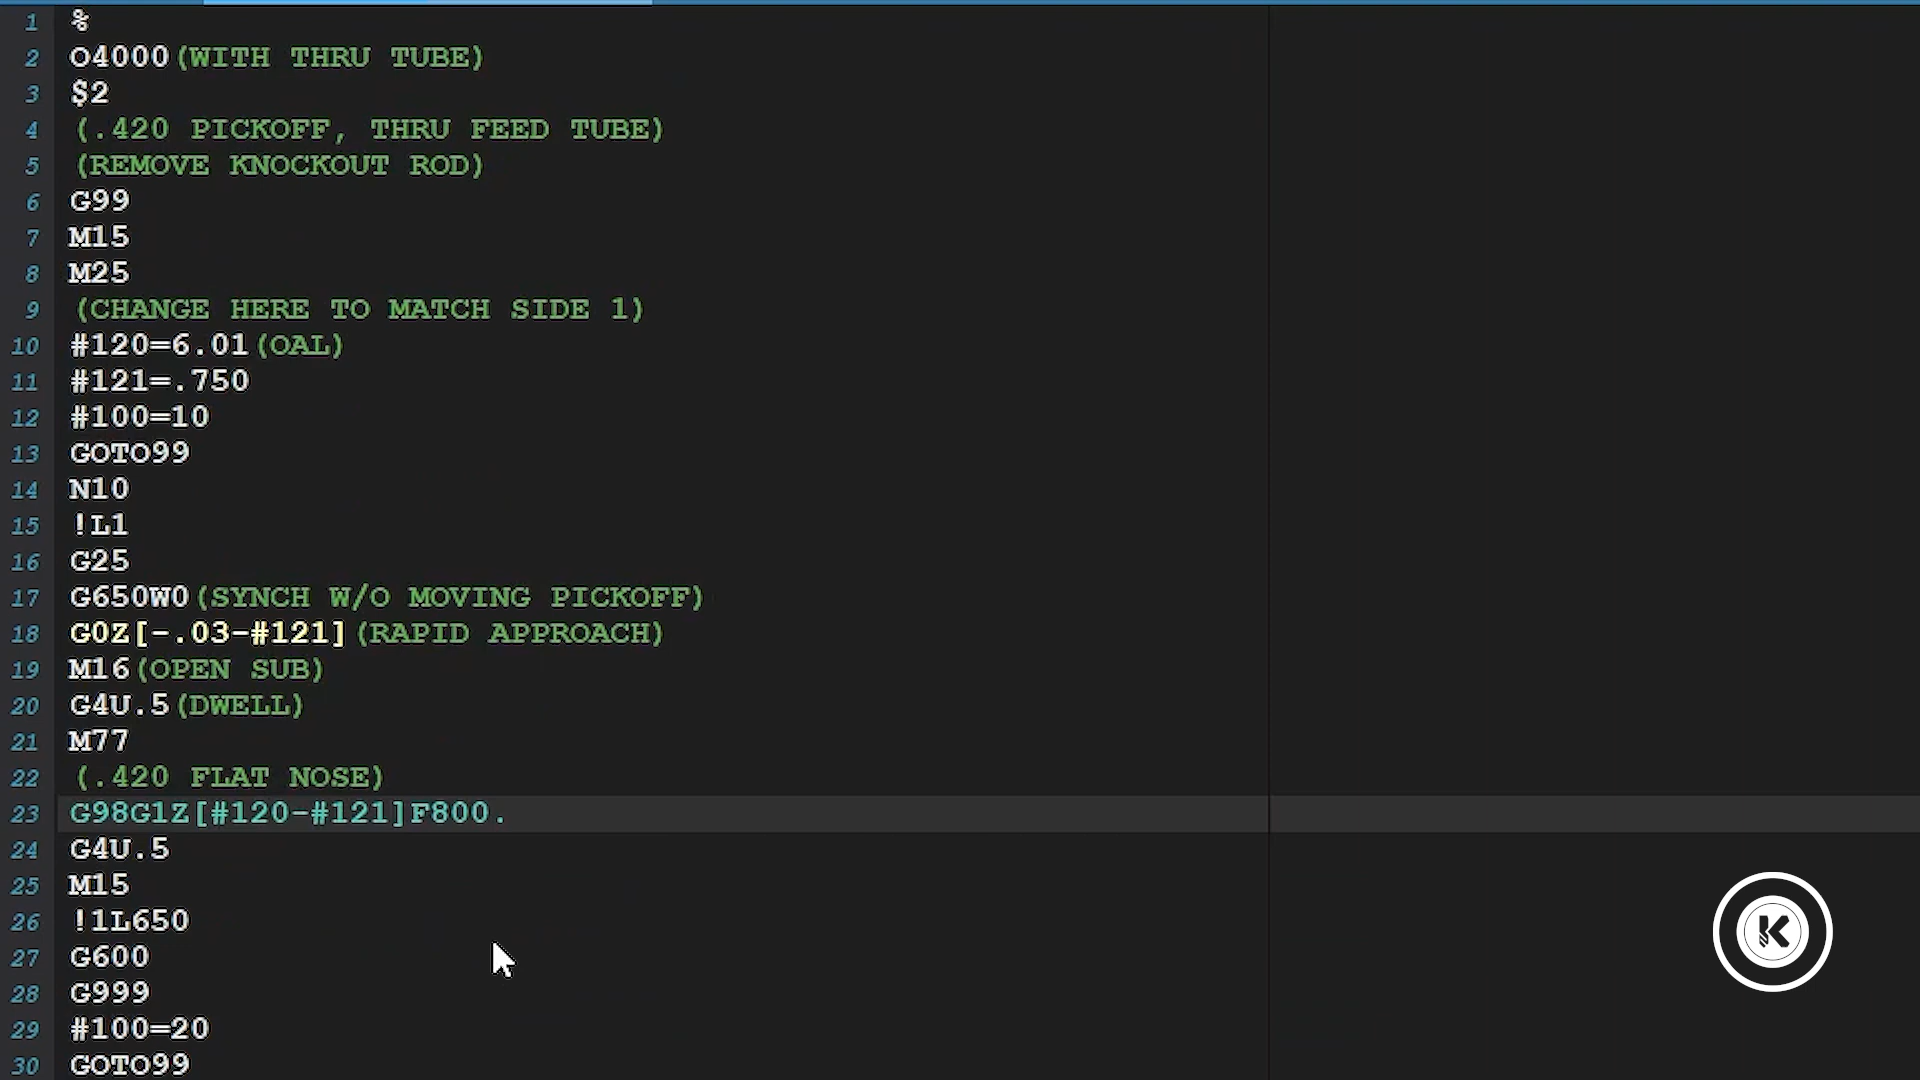 1 %
2 O4000(WITH THRU TUBE)
3 $2
4 (.420 PICKOFF, THRU FEED TUBE)
5 (REMOVE KNOCKOUT ROD)
6 G99
7 M15
8 M25
9 (CHANGE HERE TO MATCH SIDE 1)
10 #120=6.01(OAL)
11 #121=.750
12 #100=10
13 GOTO99
14 N10
15 !L1
16 G25
17 G650W0(SYNCH W/O MOVING PICKOFF)
18 G0Z[-.03-#121](RAPID APPROACH)
19 M16(OPEN SUB)
20 G4U.5(DWELL)
21 M77
22 (.420 FLAT NOSE)
23 G98G1Z[#120-#121]F800.
24 G4U.5
25 M15
26 !1L650
27 G600
28 G999
29 #100=20
30 GOTO99
K